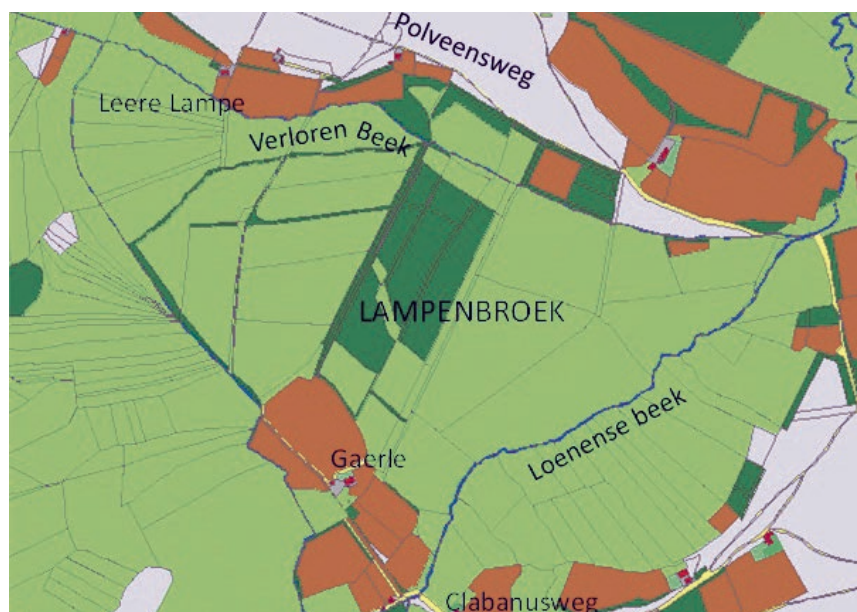 Polveensweg
Leere Lampe
Verloren Beek
LAMPENBROEK
Loenense beek
Gaerle
Clabanusweg